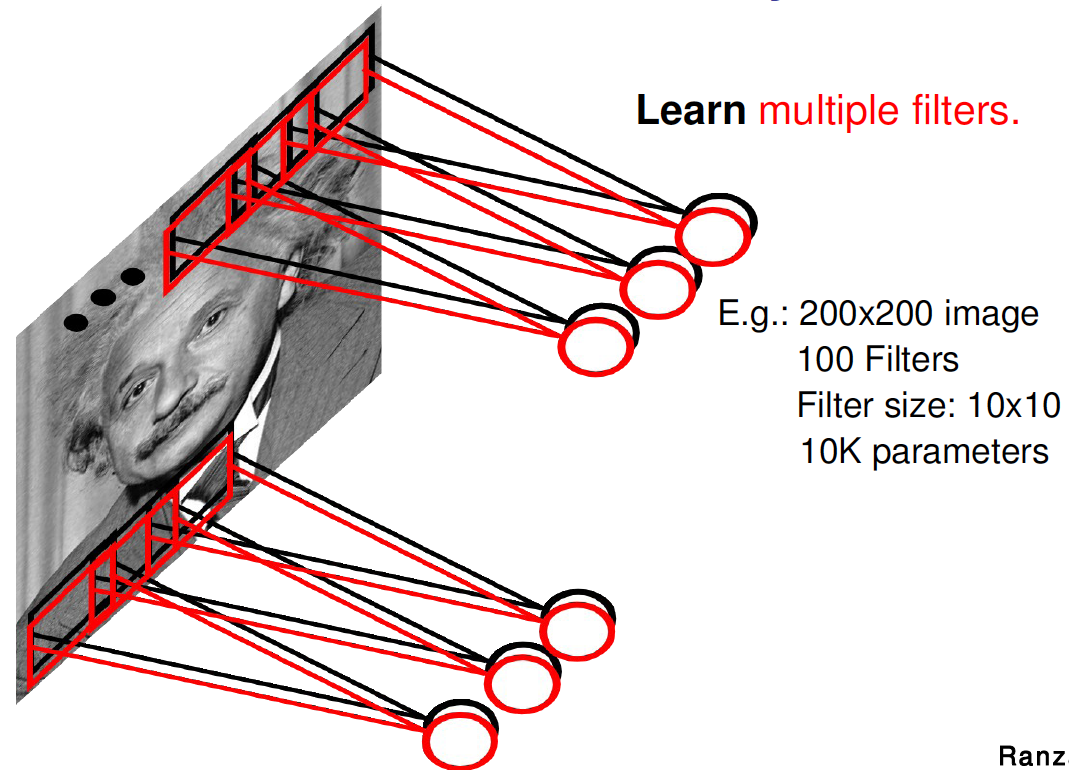 Learn multiple filters.
E.g.: 200x200 image
100 Filters
Filter size: 10x10
10K parameters